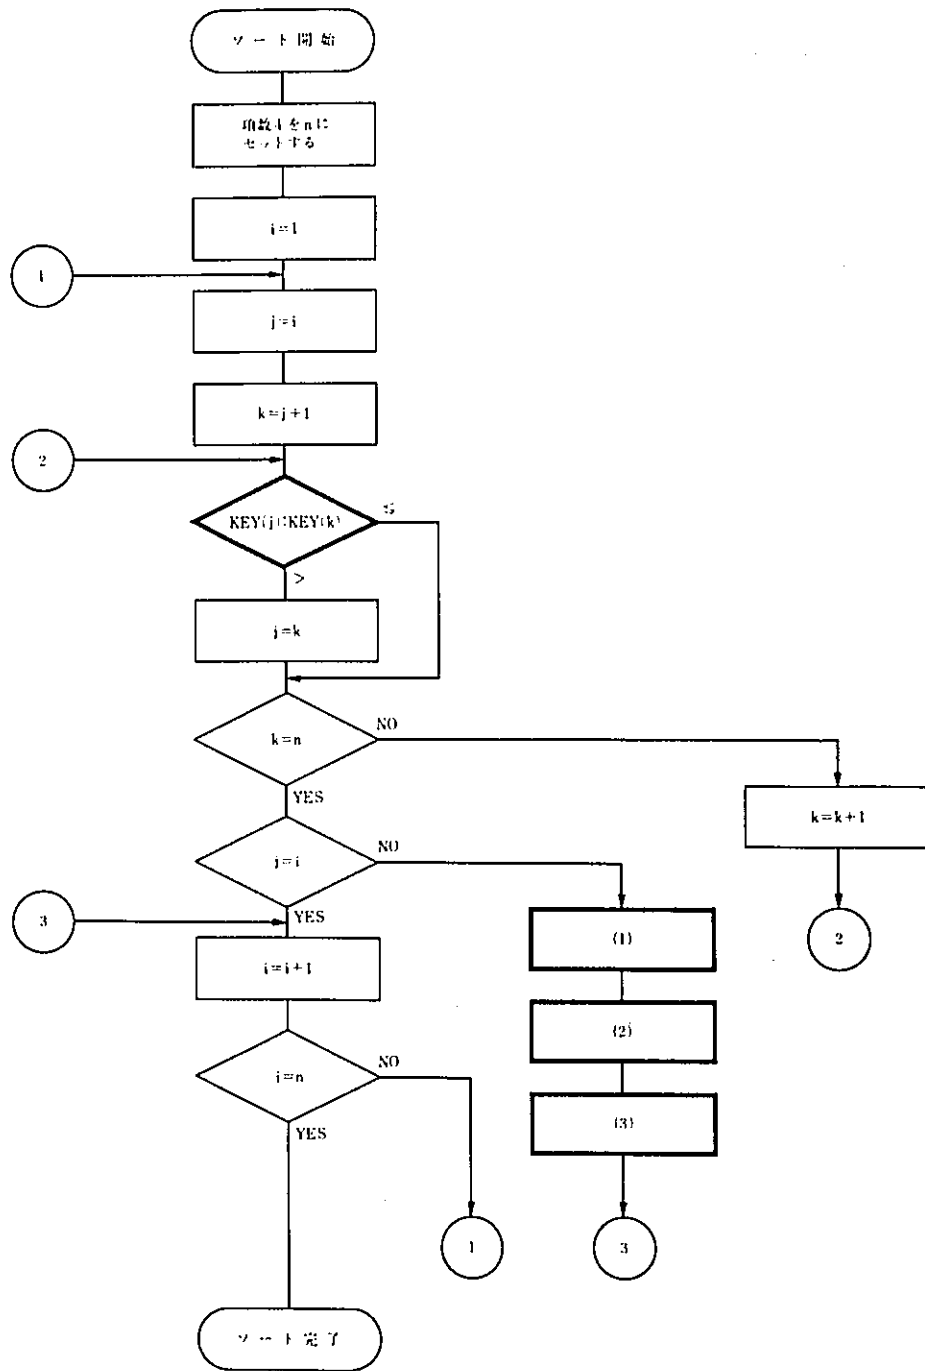 ソート開始
項数4をnに
セットする
i=1
1
j=i
k=j+1
2
KEY(j):KEY(k)
≦
>
j=k
k=n
NO
YES
k=k+1
j=i
NO
YES
3
(1)
2
i=i+1
(2)
i=n
NO
YES
(3)
1
3
ソート完了